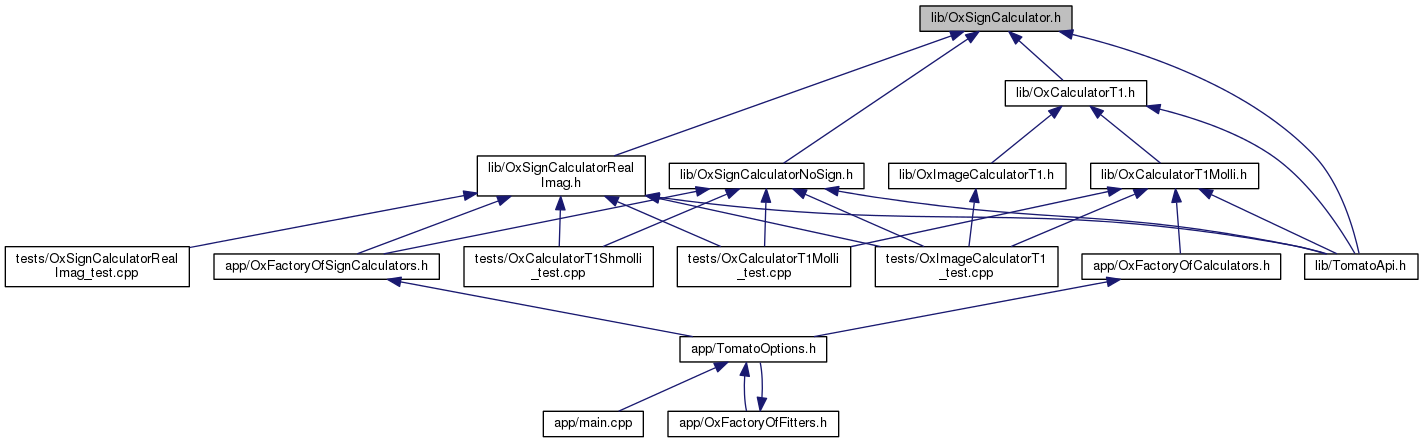 lib/OxSignCalculator.h
lib/OxCalculatorT1.h
lib/OxSignCalculatorReal
Imag.h
lib/OxSignCalculatorNoSign.h
lib/OxImageCalculatorT1.h
lib/OxCalculatorT1Molli.h
tests/OxSignCalculatorReal
Imag_test.cpp
app/OxFactoryOfSignCalculators.h
tests/OxCalculatorT1Shmolli
_test.cpp
tests/OxCalculatorT1Molli
_test.cpp
tests/OxImageCalculatorT1
_test.cpp
app/OxFactoryOfCalculators.h
lib/TomatoApi.h
app/TomatoOptions.h
app/main.cpp
app/OxFactoryOfFitters.h